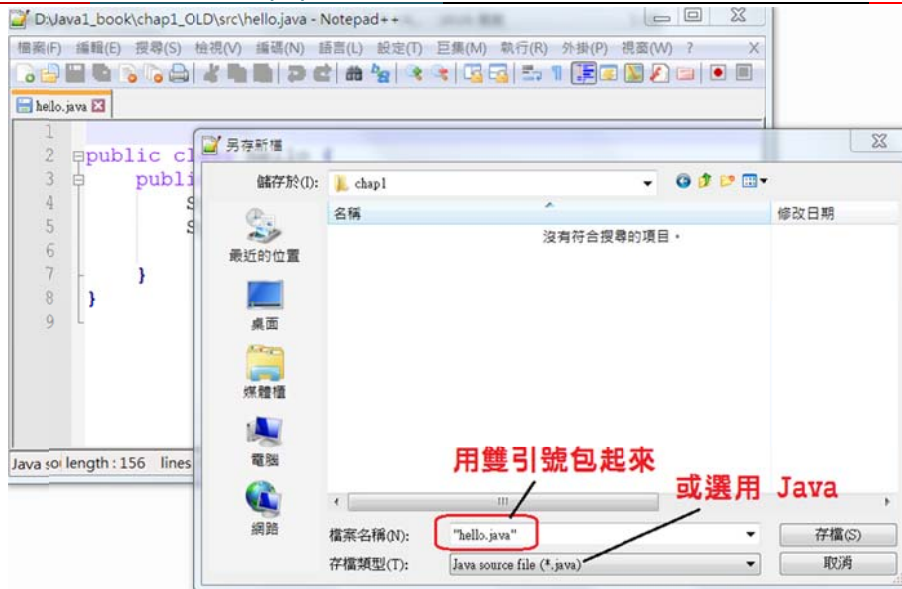 D:\Java1_book\chap1_OLD\src\hello.java - Notepad++
檔案(F) 編輯(E) 搜尋(S) 檢視(V) 編碼(N) 語言(L) 設定(T) 巨集(M) 執行(R) 外掛(P) 視窗(W) ? X
hello.java
1
2 public cl
3 publi
4 S
5 S
6
7 }
8 }
9
另存新檔
儲存於(I): chap1
名稱 修改日期
沒有符合搜尋的項目。
最近的位置
桌面
媒體櫃
電腦
網路
Java so length : 156 lines
用雙引號包起來
或選用 Java
檔案名稱(N): "hello.java" 存檔(S)
存檔類型(T): Java source file (*.java) 取消